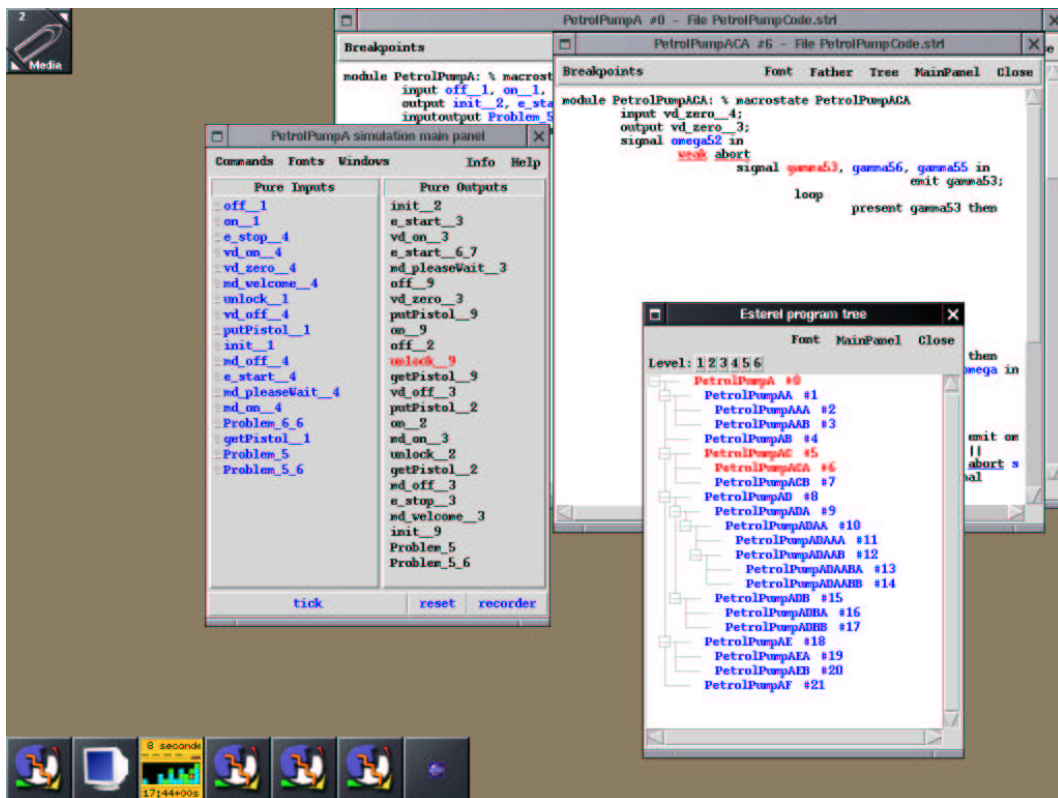 2
Media
PetrolPumpA #0 - File PetrolPumpCode.strl
Breakpoints
module PetrolPumpA: % macrost
input off__1, on__1,
output init__2, e_sta
inputoutput Problem_5
PetrolPumpACA #6 - File PetrolPumpCode.strl
Breakpoints Font Father Tree MainPanel Close
module PetrolPumpACA: % macrostate PetrolPumpACA
input vd_zero__4;
output vd_zero__3;
signal omega52 in
weak abort
signal gamma53, gamma56, gamma55 in
emit gamma53;
loop
present gamma53 then
then
omega in
emit om
||
abort s
nal
PetrolPumpA simulation main panel
Commands Fonts Windows Info Help
Pure Inputs
off__1
on__1
e_stop__4
vd_on__4
vd_zero__4
md_welcome__4
unlock__1
vd_off__4
putPistol__1
init__1
md_off__4
e_start__4
md_pleaseWait__4
md_on__4
Problem_6_6
getPistol__1
Problem_5
Problem_5_6
Pure Outputs
init__2
e_start__3
vd_on__3
e_start__6_7
md_pleaseWait__3
off__9
vd_zero__3
putPistol__9
on__9
off__2
unlock__9
getPistol__9
vd_off__3
putPistol__2
on__2
md_on__3
unlock__2
getPistol__2
md_off__3
e_stop__3
md_welcome__3
init__9
Problem_5
Problem_5_6
tick reset recorder
Esterel program tree
Font MainPanel Close
Level: 1 2 3 4 5 6
PetrolPumpA #0
PetrolPumpAA #1
PetrolPumpAAA #2
PetrolPumpAAB #3
PetrolPumpAB #4
PetrolPumpAC #5
PetrolPumpACA #6
PetrolPumpACB #7
PetrolPumpAD #8
PetrolPumpADA #9
PetrolPumpADAA #10
PetrolPumpADAAA #11
PetrolPumpADAAB #12
PetrolPumpADAABA #13
PetrolPumpADAABB #14
PetrolPumpADB #15
PetrolPumpADBA #16
PetrolPumpADBB #17
PetrolPumpAE #18
PetrolPumpAEA #19
PetrolPumpAEB #20
PetrolPumpAF #21
8 seconde
17:44+00s